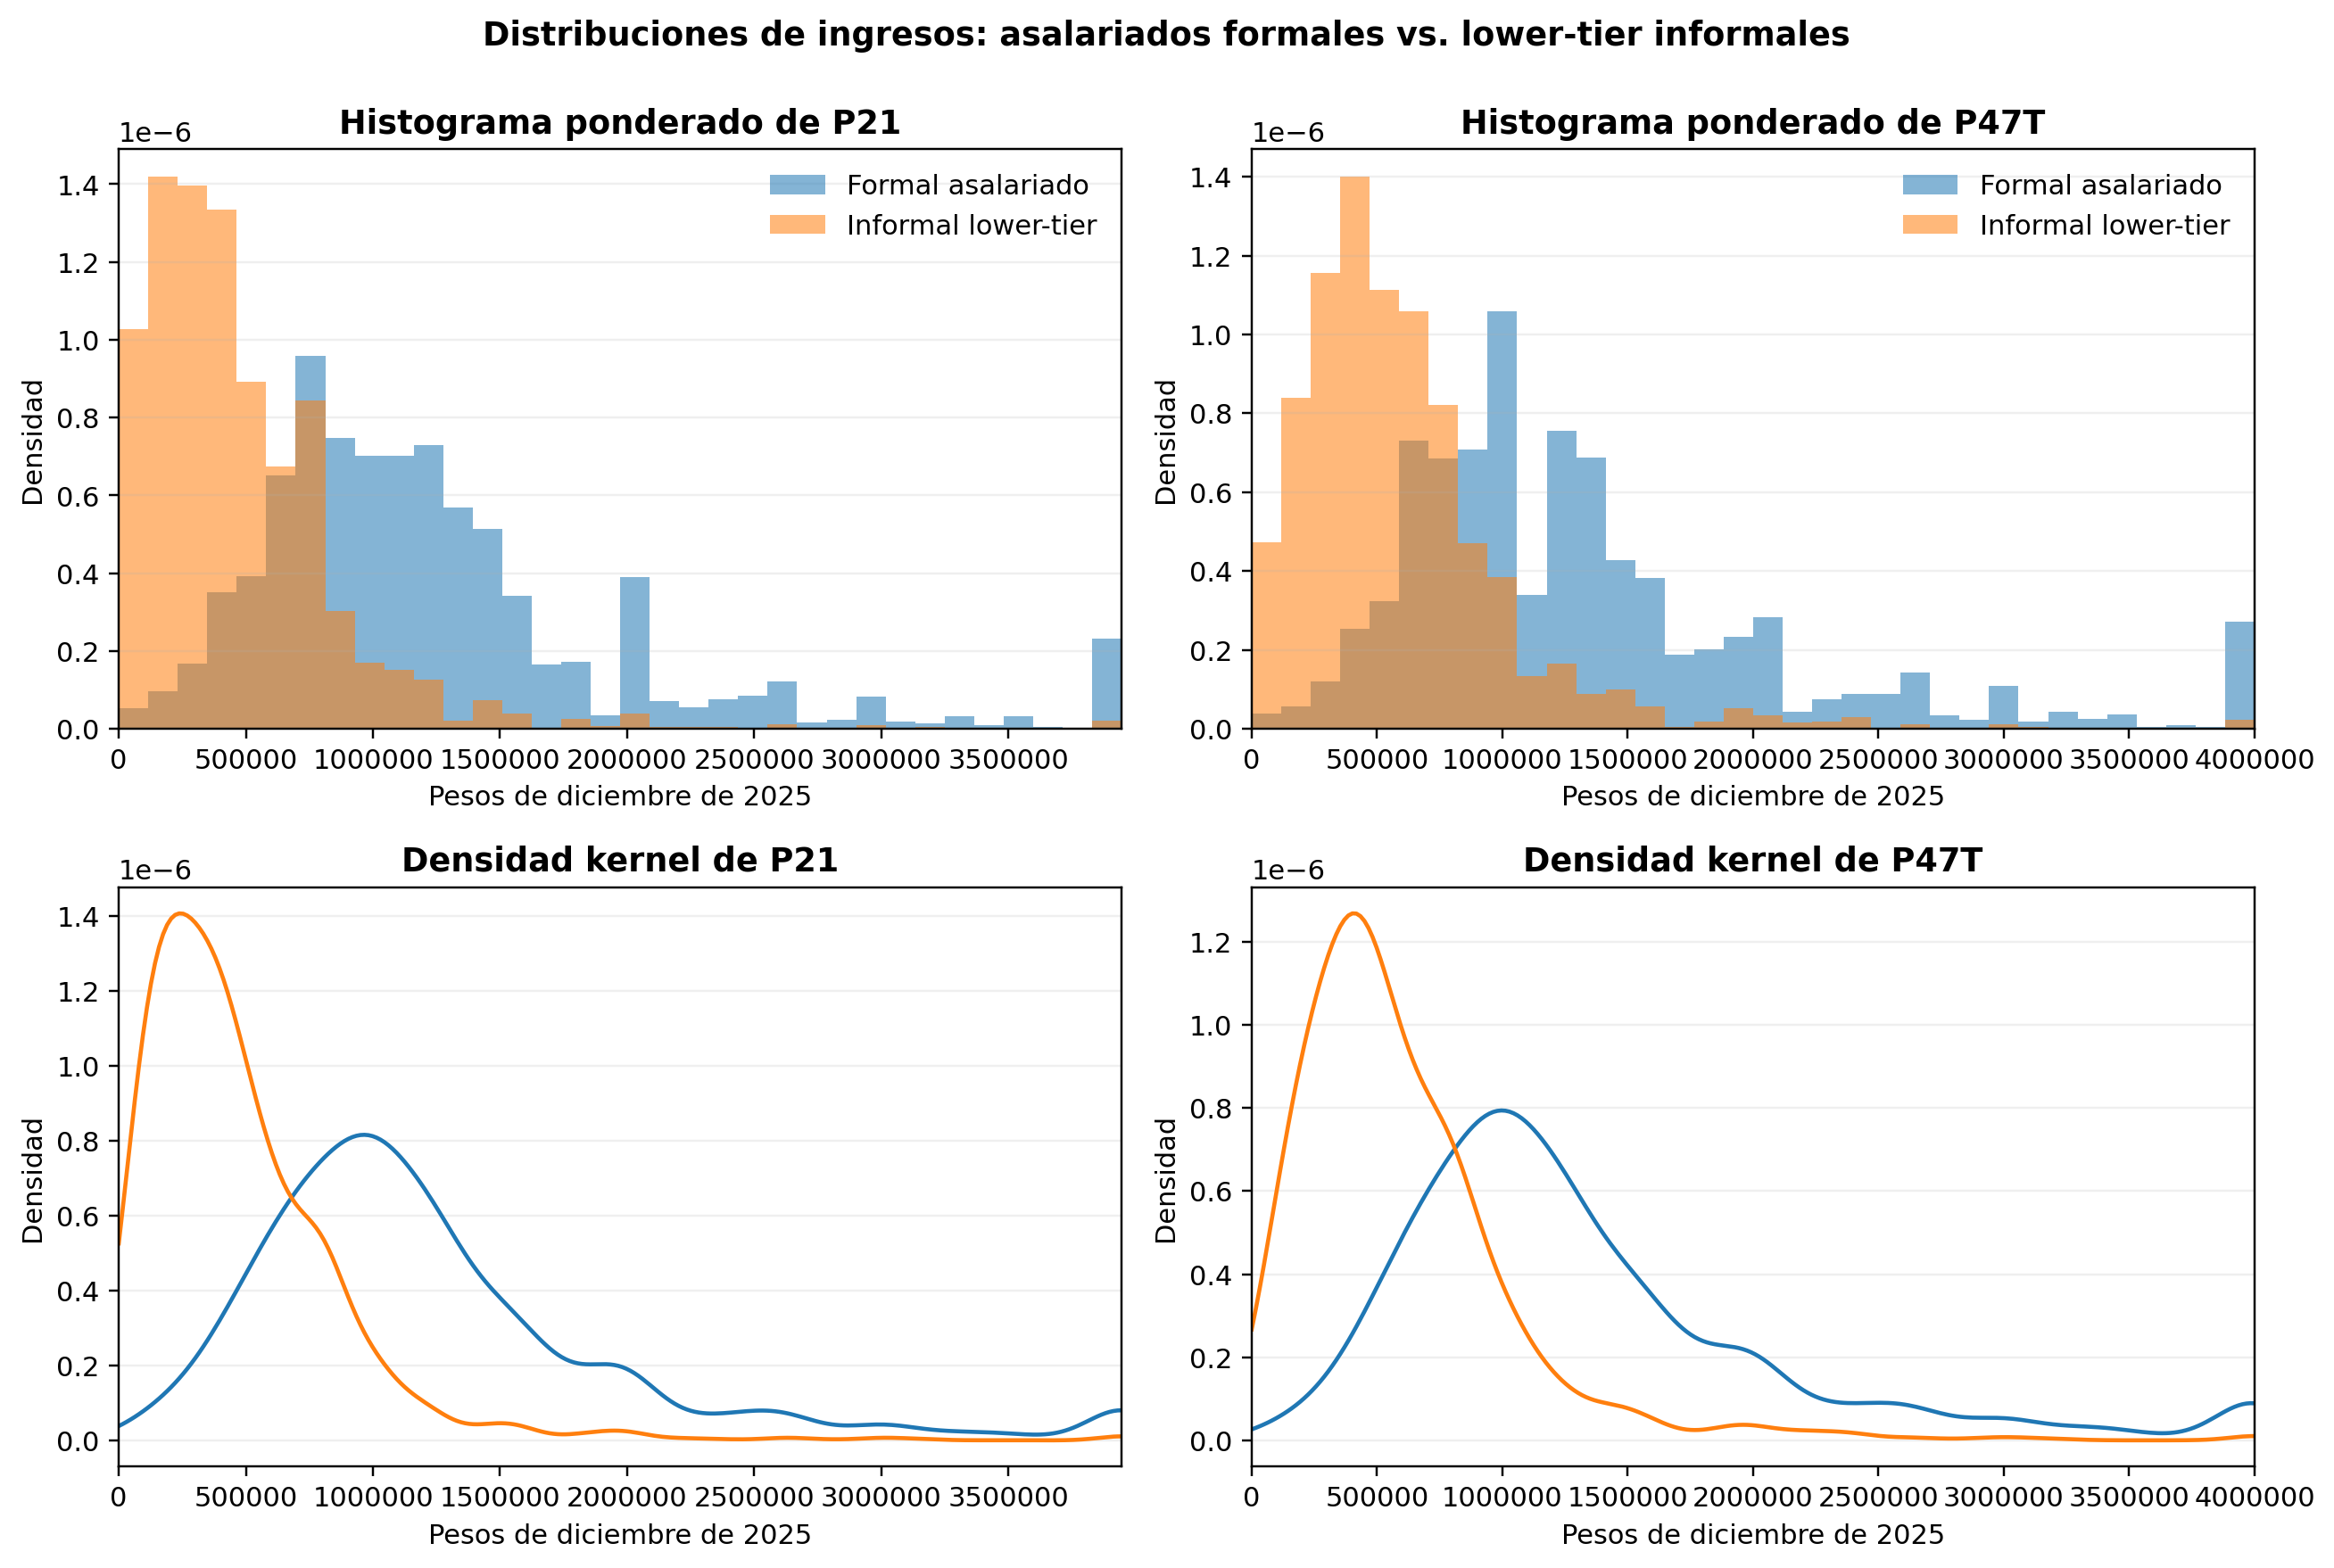 Distribuciones de ingresos: asalariados formales vs. lower-tier informales
Histograma ponderado de P21
1e−6
1.4
1.2
1.0
0.8
0.6
0.4
0.2
0.0
Densidad
Formal asalariado
Informal lower-tier
0 500000 1000000 1500000 2000000 2500000 3000000 3500000
Pesos de diciembre de 2025
Histograma ponderado de P47T
1e−6
1.4
1.2
1.0
0.8
0.6
0.4
0.2
0.0
Densidad
Formal asalariado
Informal lower-tier
0 500000 1000000 1500000 2000000 2500000 3000000 3500000 4000000
Pesos de diciembre de 2025
Densidad kernel de P21
1e−6
1.4
1.2
1.0
0.8
0.6
0.4
0.2
0.0
Densidad
0 500000 1000000 1500000 2000000 2500000 3000000 3500000
Pesos de diciembre de 2025
Densidad kernel de P47T
1e−6
1.2
1.0
0.8
0.6
0.4
0.2
0.0
Densidad
0 500000 1000000 1500000 2000000 2500000 3000000 3500000 4000000
Pesos de diciembre de 2025